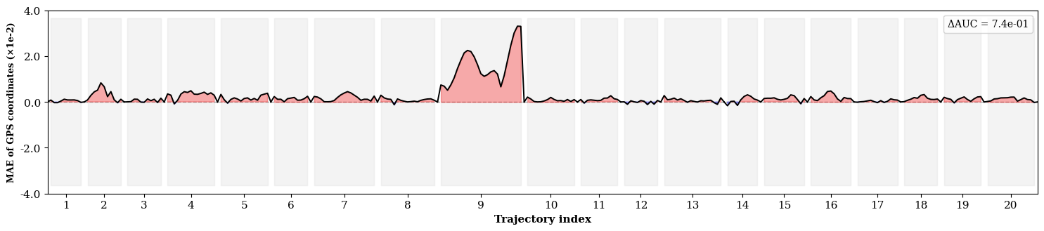 4.0
ΔAUC = 7.4e-01
2.0
0.0
-2.0
-4.0
MAE of GPS coordinates (×1e-2)
1 2 3 4 5 6 7 8 9 10 11 12 13 14 15 16 17 18 19 20
Trajectory index